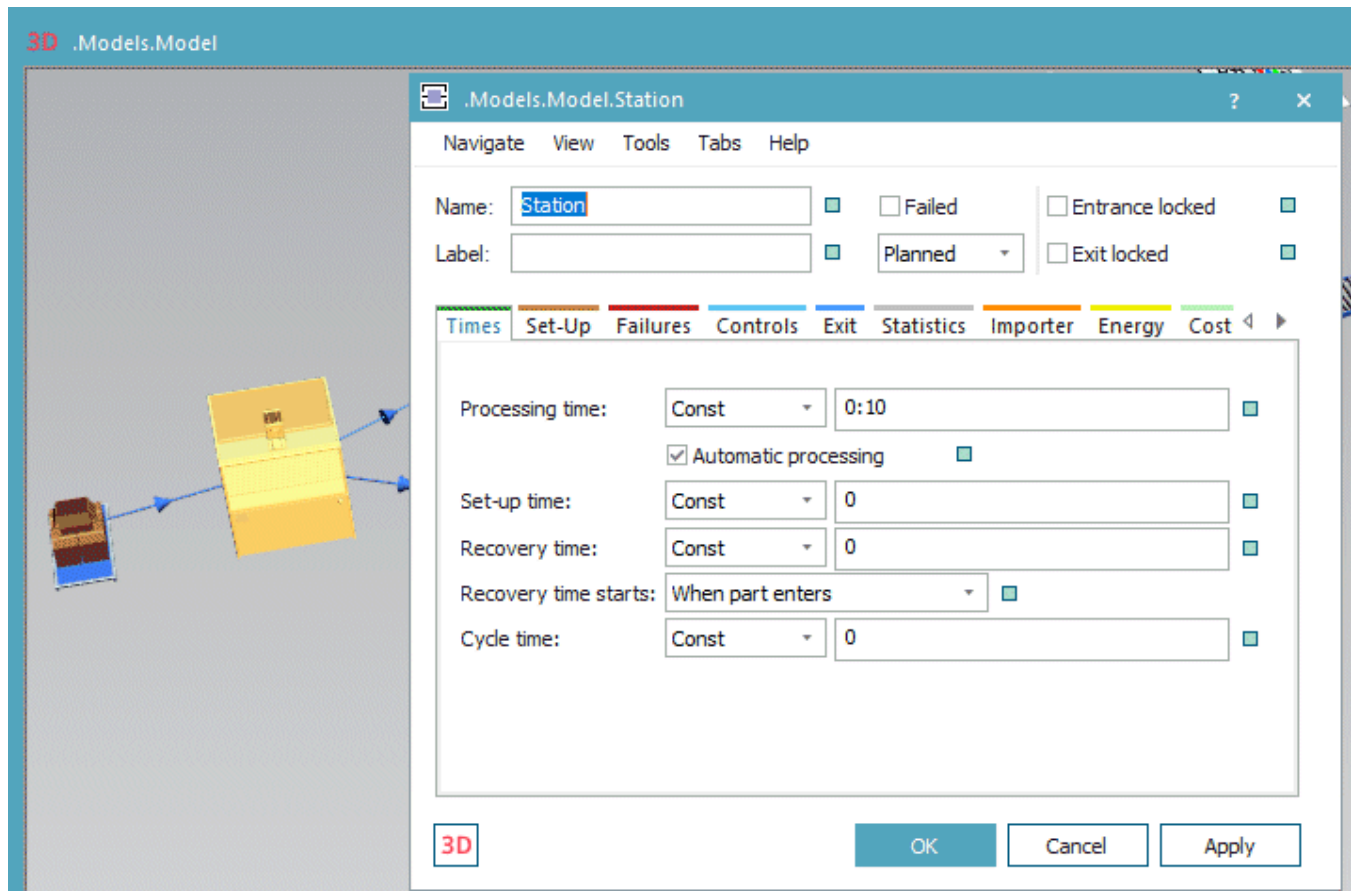 3D .Models.Model
.Models.Model.Station ? ×
Navigate View Tools Tabs Help
Name: Station Failed Entrance locked
Label: Planned Exit locked
Times Set-Up Failures Controls Exit Statistics Importer Energy Cost
Processing time: Const 0:10
Automatic processing
Set-up time: Const 0
Recovery time: Const 0
Recovery time starts: When part enters
Cycle time: Const 0
3D OK Cancel Apply